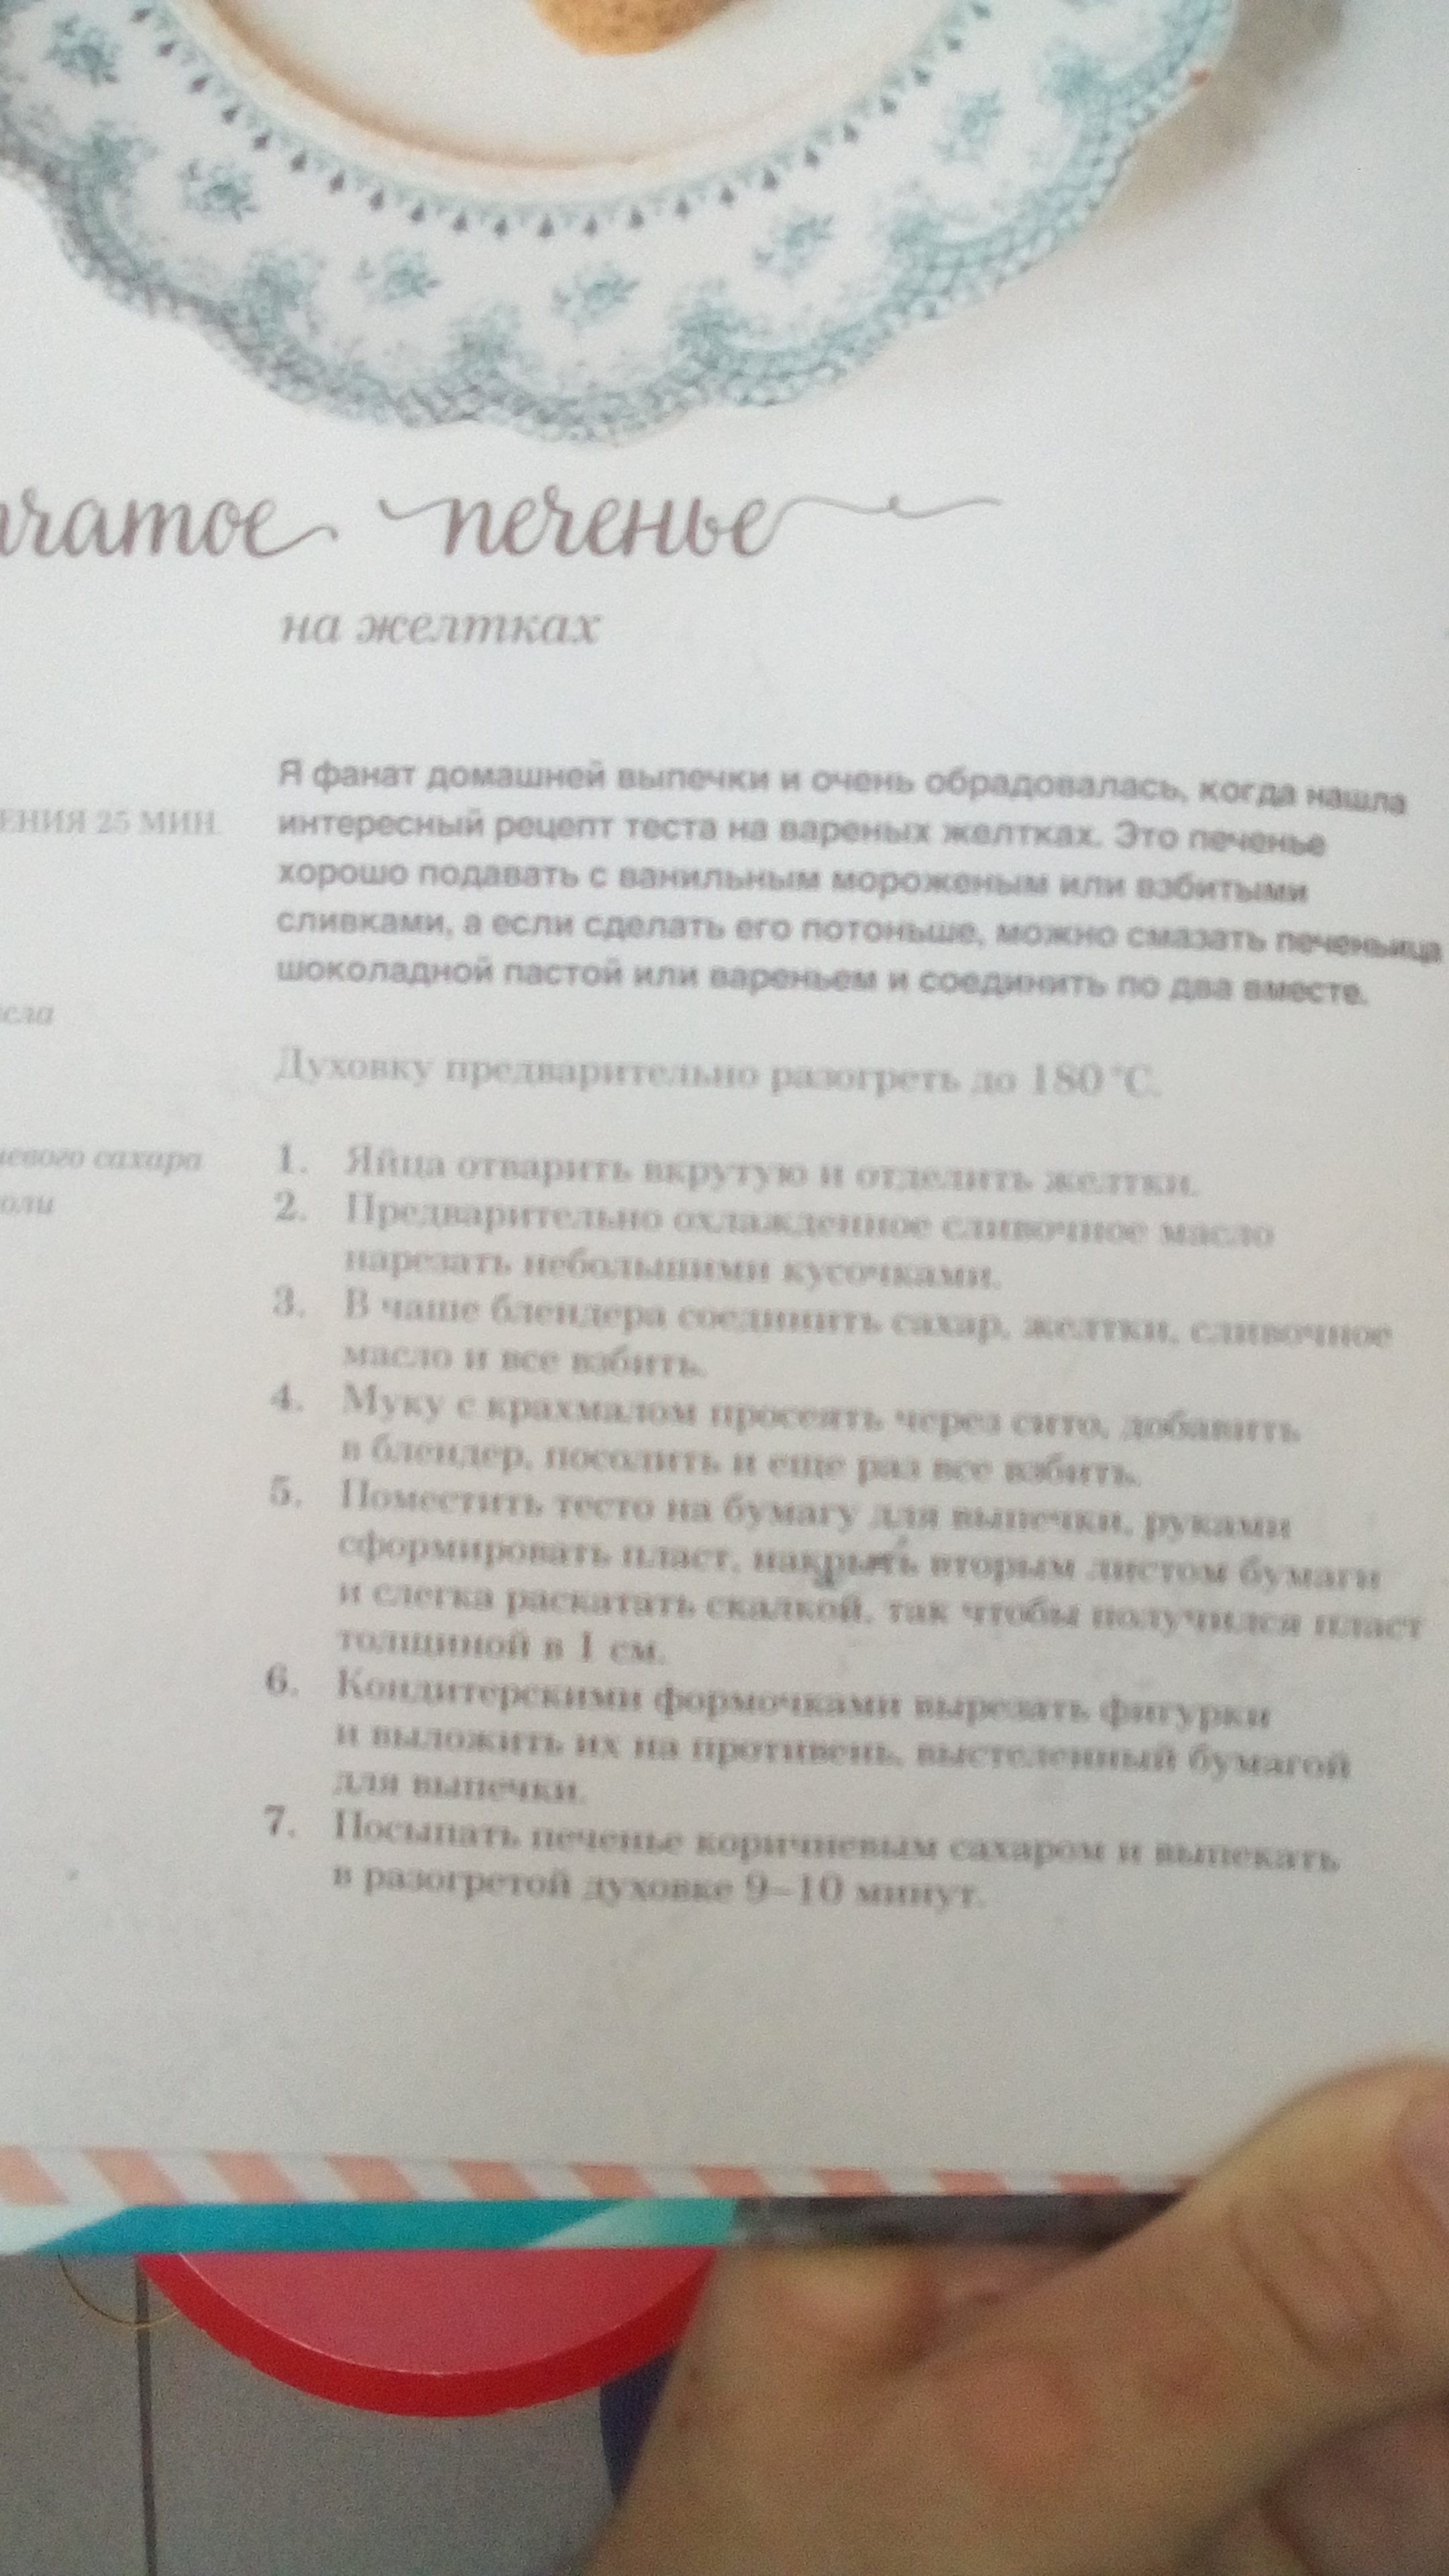 печенье
на желтках
25 МИН.
Я фанат домашней выпечки и очень обрадовалась, когда нашла
интересный рецепт теста на вареных желтках. Это печенье
хорошо подавать с ванильным мороженым или взбитыми
сливками, а если сделать его потоньше, можно смазать печеньица
шоколадной пастой или вареньем и соединить по два вместе.
Духовку предварительно разогреть до 180 °C.
сахара
1. Яйца отварить вкрутую и отделить желтки.
2. Предварительно охлажденное сливочное масло
нарезать небольшими кусочками.
3. В чаше блендера соединить сахар, желтки, сливочное
масло и все взбить.
4. Муку с крахмалом просеять через сито, добавить
в блендер, посолить и еще раз все взбить.
5. Поместить тесто на бумагу для выпечки, руками
сформировать пласт, накрыть вторым листом бумаги
и слегка раскатать скалкой, так чтобы получился пласт
толщиной в 1 см.
6. Кондитерскими формочками вырезать фигурки
и выложить их на противень, выстеленный бумагой
для выпечки.
7. Посыпать печенье коричневым сахаром и выпекать
в разогретой духовке 9–10 минут.